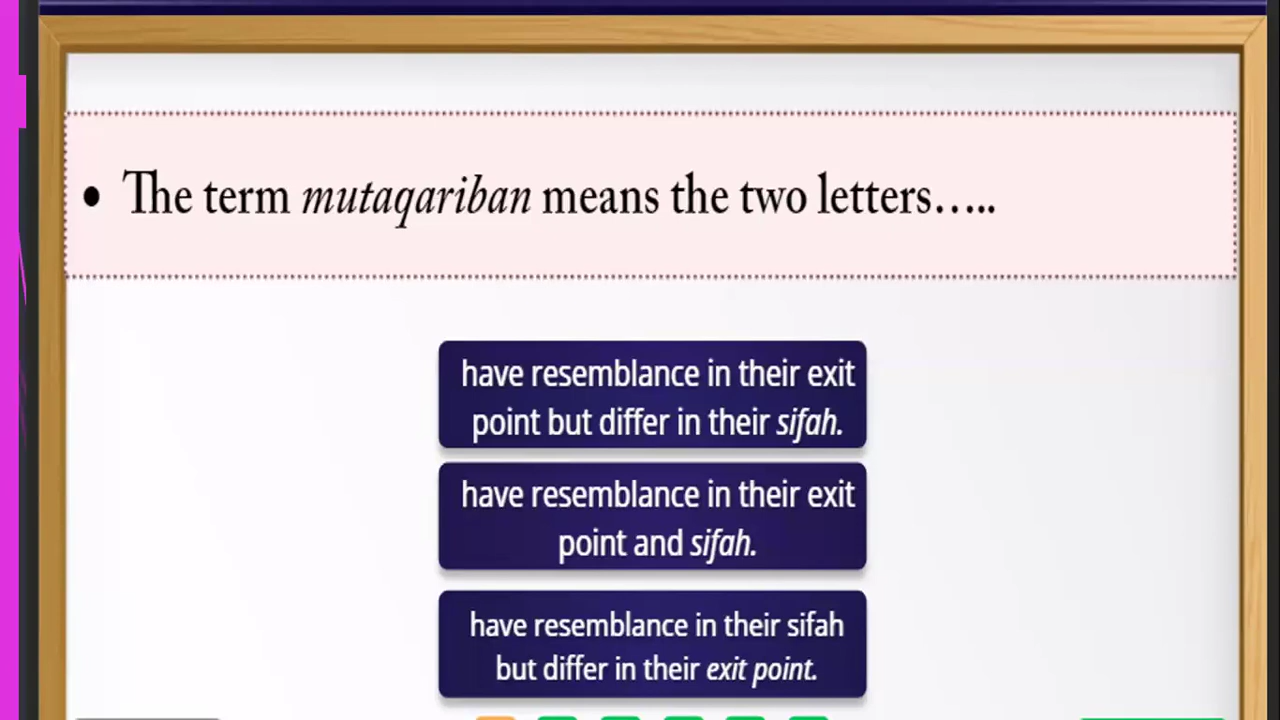 • The term mutaqariban means the two letters.....
have resemblance in their exit
point but differ in their sifah.
have resemblance in their exit
point and sifah.
have resemblance in their sifah
but differ in their exit point.